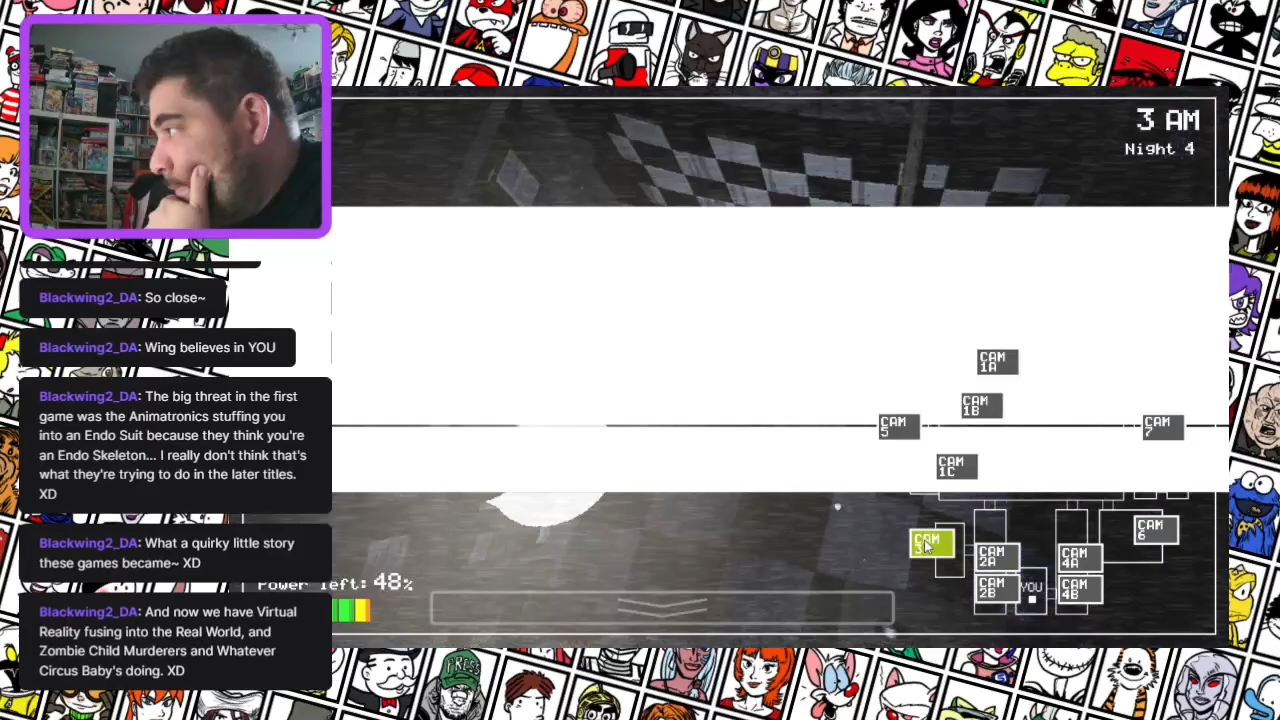 3 AM
Night 4
Blackwing2_DA: So close~
Blackwing2_DA: Wing believes in YOU
Blackwing2_DA: The big threat in the first
game was the Animatronics stuffing you
into an Endo Suit because they think you're
an Endo Skeleton... I really don't think that's
what they're trying to do in the later titles.
XD
Blackwing2_DA: What a quirky little story
these games became~ XD
Blackwing2_DA: And now we have Virtual
Reality fusing into the Real World, and
Zombie Child Murderers and Whatever
Circus Baby's doing. XD
CAM
1A
CAM
1B
CAM
5
CAM
7
CAM
1C
CAM
3
CAM
6
CAM
2A
CAM
4A
CAM
2B
YOU
CAM
4B
Power left: 48%
PRESS